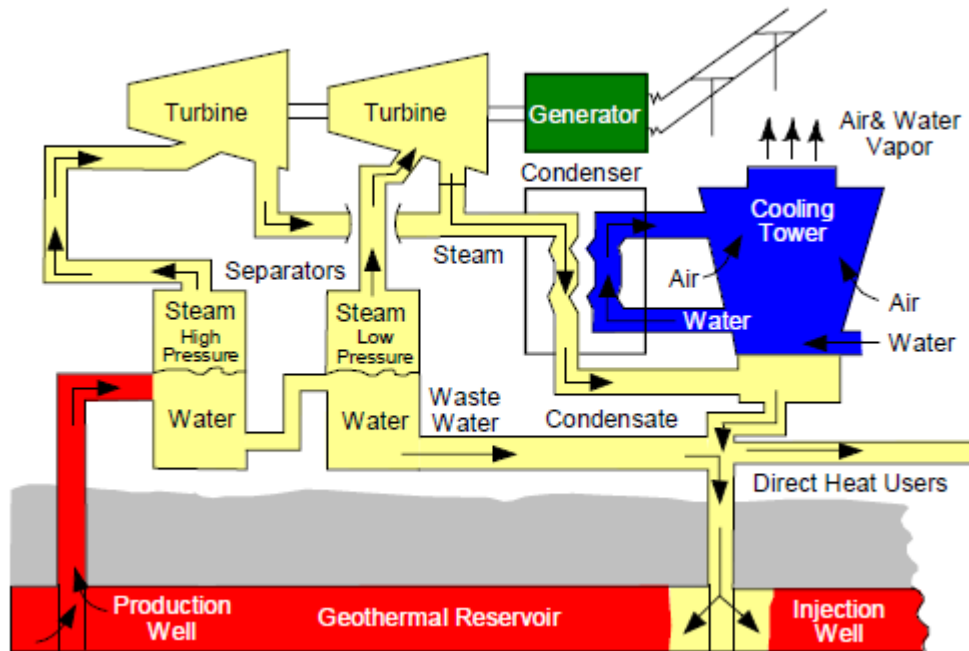 Turbine
Turbine
Generator
Air& Water
Vapor
Condenser
Cooling
Tower
Separators
Steam
Air
Air
Steam
High
Pressure
Steam
Low
Pressure
Water
Water
Water
Water
Waste
Water
Condensate
Direct Heat Users
Production
Well
Geothermal Reservoir
Injection
Well